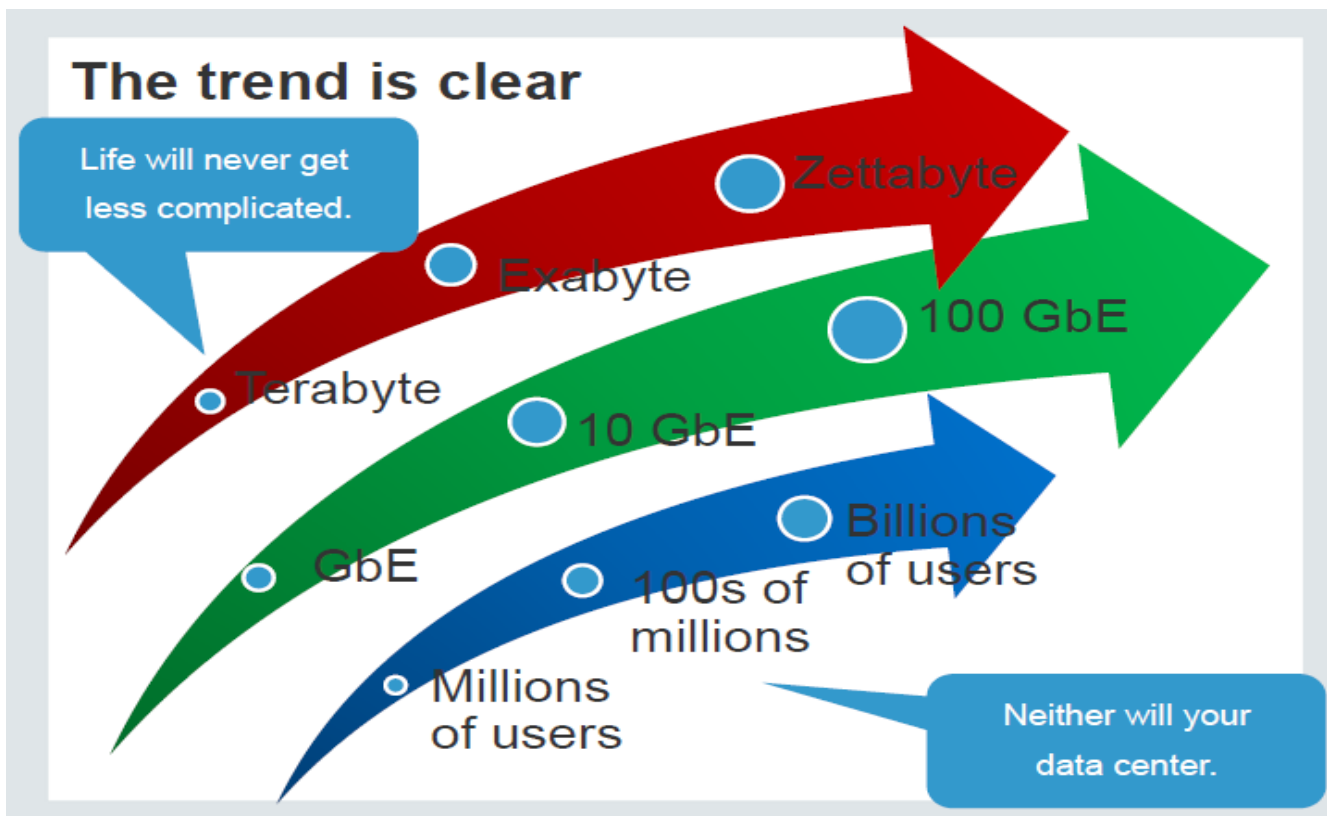 The trend is clear
Life will never get
less complicated.
Zettabyte
Exabyte
Terabyte
100 GbE
10 GbE
GbE
Billions
of users
100s of
millions
Millions
of users
Neither will your
data center.